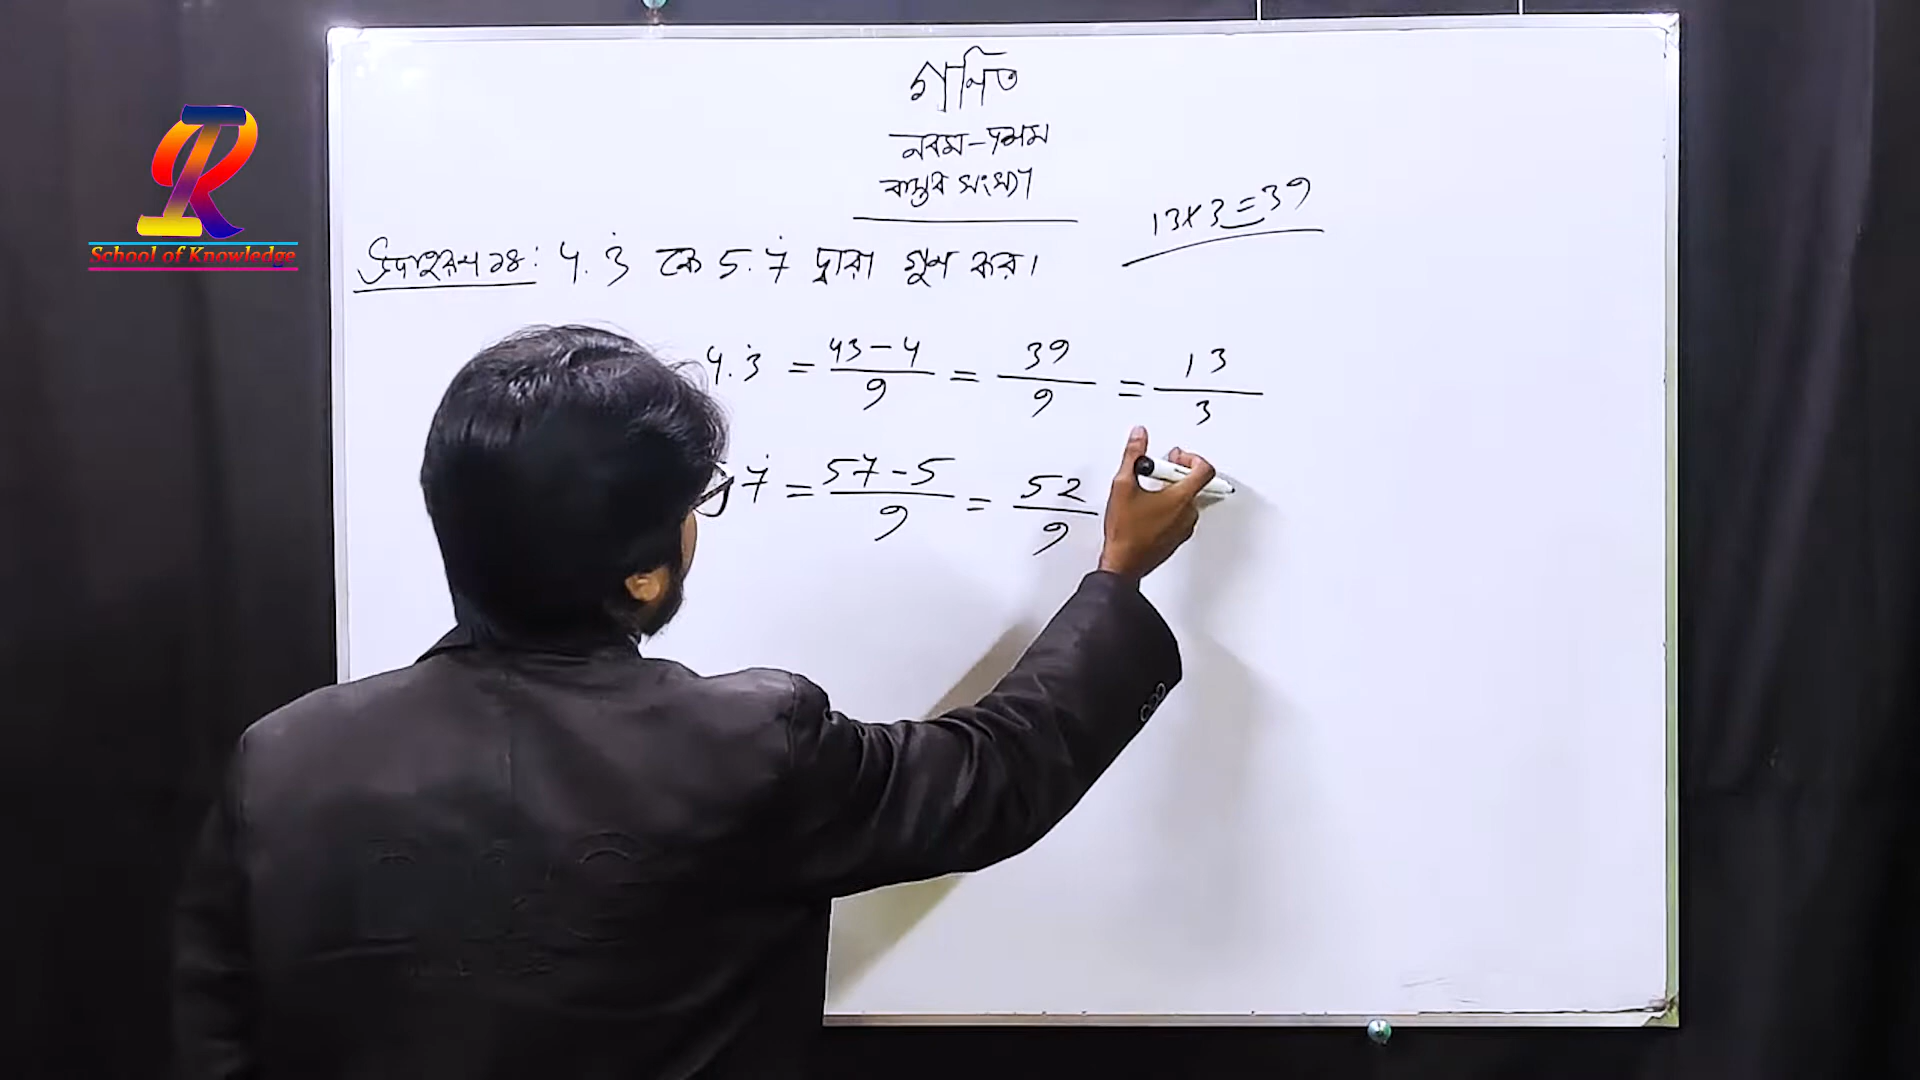 গণিত
নবম-দশম
বাস্তব সংখ্যা
13×3=39
উদাহরণ ১৪: 4.3̇ কে 5.7̇ দ্বারা গুণ কর।
4.3̇ = 43-4/9 = 39/9 = 13/3
7̇ = 57-5/9 = 52/9
R
School of Knowledge